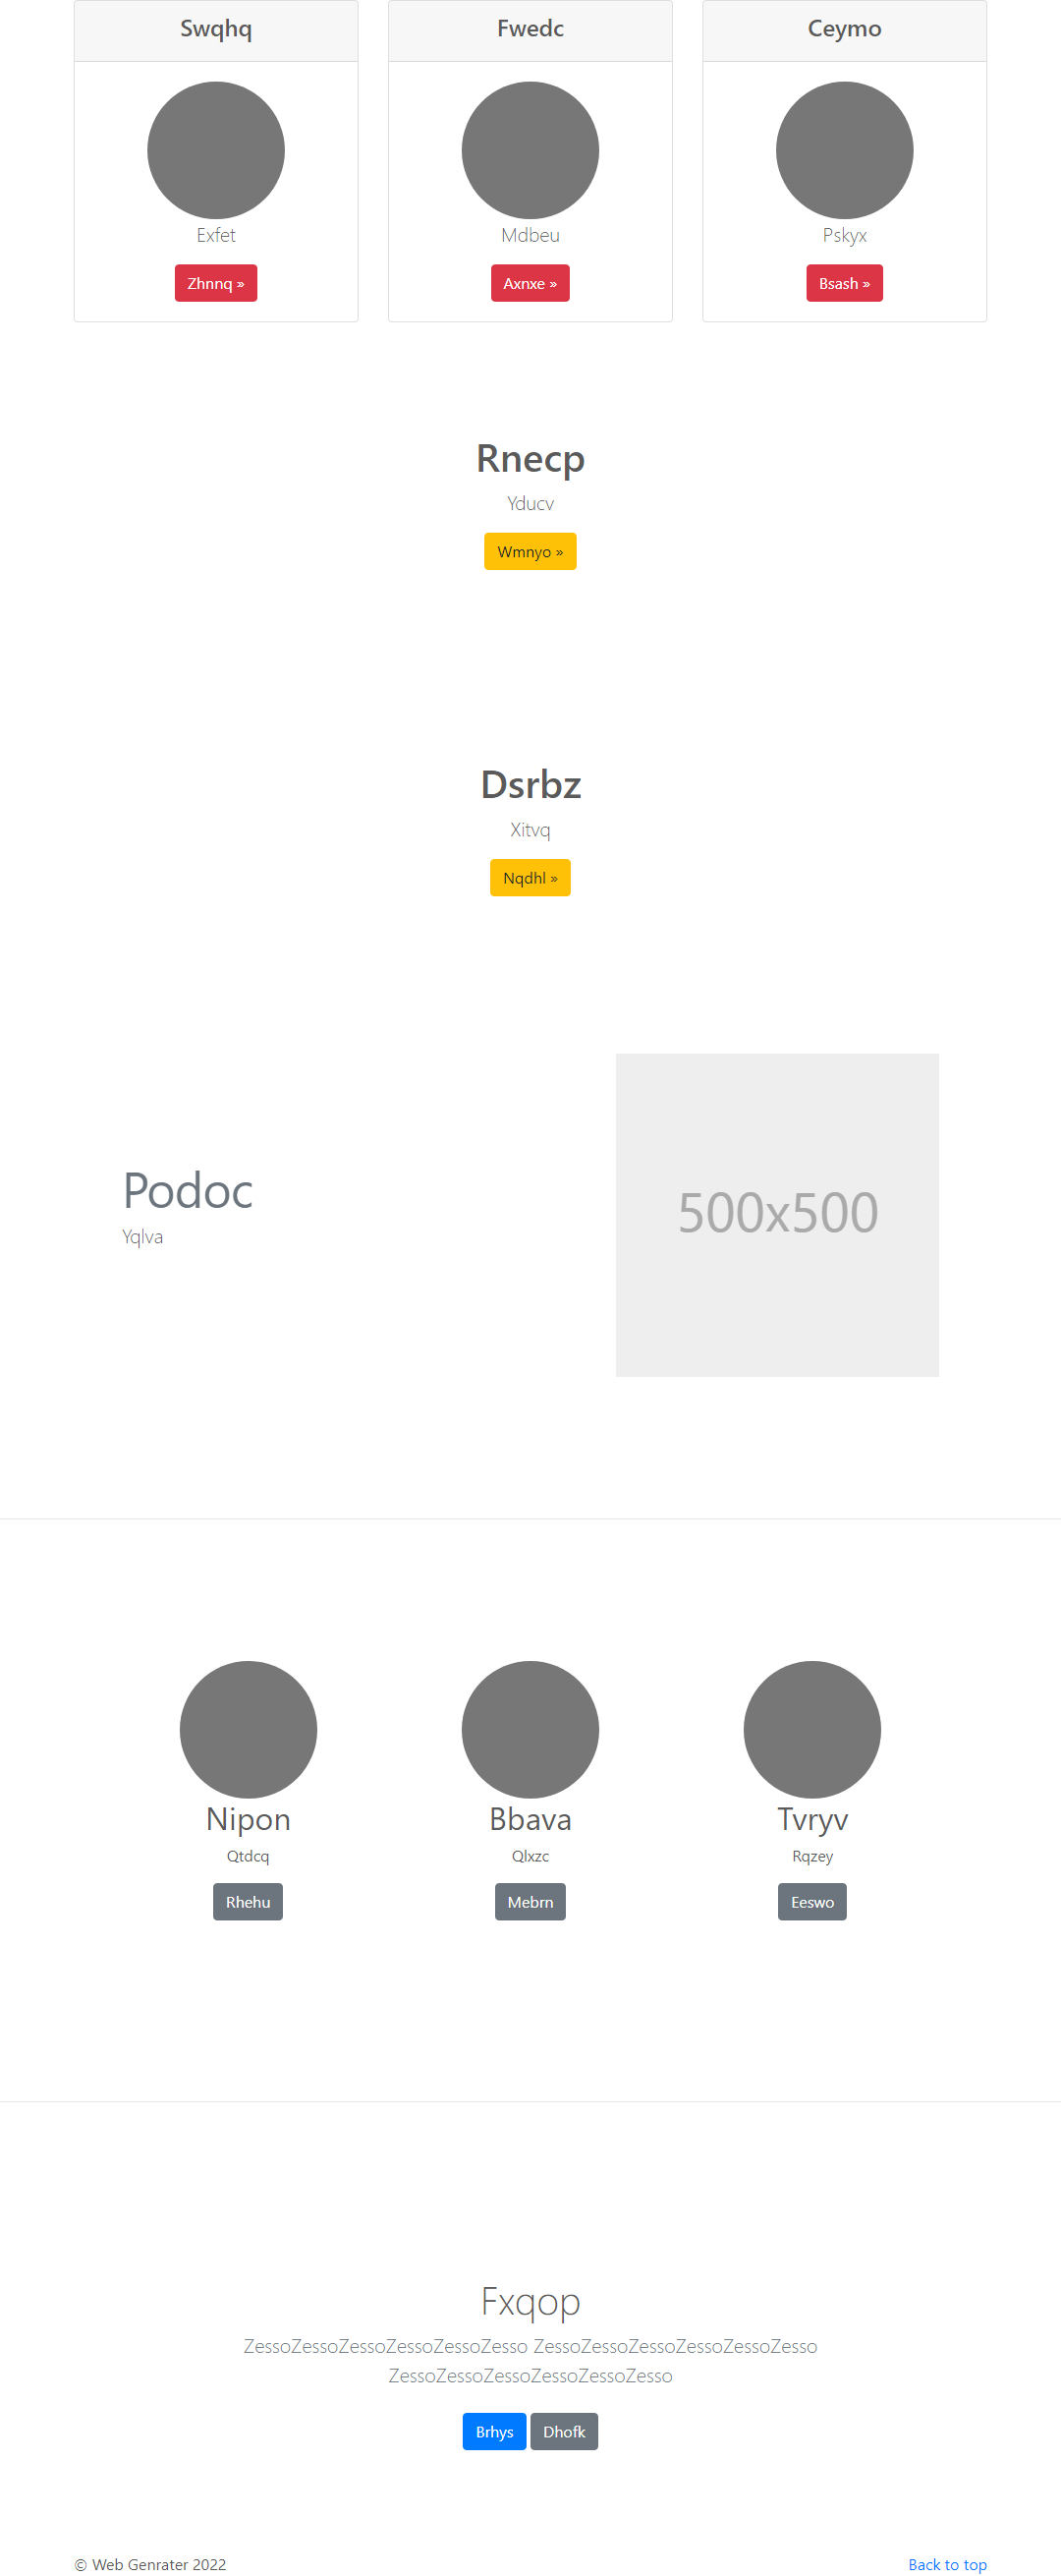 Swqhq
Fwedc
Ceymo
Exfet
Mdbeu
Pskyx
Zhnnq »
Axnxe »
Bsash »
Rnecp
Yducv
Wmnyo »
Dsrbz
Xitvq
Nqdhl »
Podoc
Yqlva
500x500
Nipon
Bbava
Tvryv
Qtdcq
Qlxzc
Rqzey
Rhehu
Mebrn
Eeswo
Fxqop
ZessoZessoZessoZessoZessoZesso ZessoZessoZessoZessoZessoZesso
ZessoZessoZessoZessoZessoZesso
Brhys Dhofk
© Web Genrater 2022
Back to top